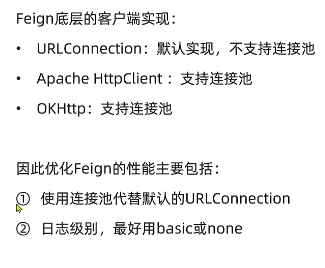 Feign底层的客户端实现：
• URLConnection：默认实现，不支持连接池
• Apache HttpClient ：支持连接池
• OKHttp：支持连接池
因此优化Feign的性能主要包括：
① 使用连接池代替默认的URLConnection
② 日志级别，最好用basic或none